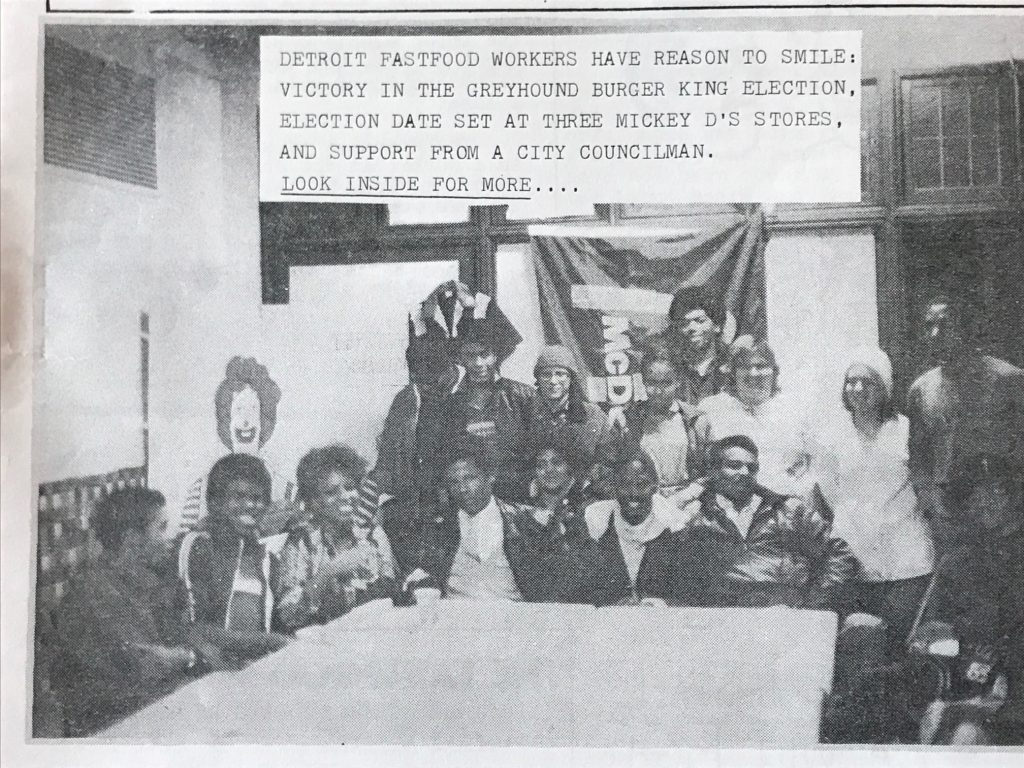 DETROIT FASTFOOD WORKERS HAVE REASON TO SMILE:
VICTORY IN THE GREYHOUND BURGER KING ELECTION,
ELECTION DATE SET AT THREE MICKEY D'S STORES,
AND SUPPORT FROM A CITY COUNCILMAN.
LOOK INSIDE FOR MORE....